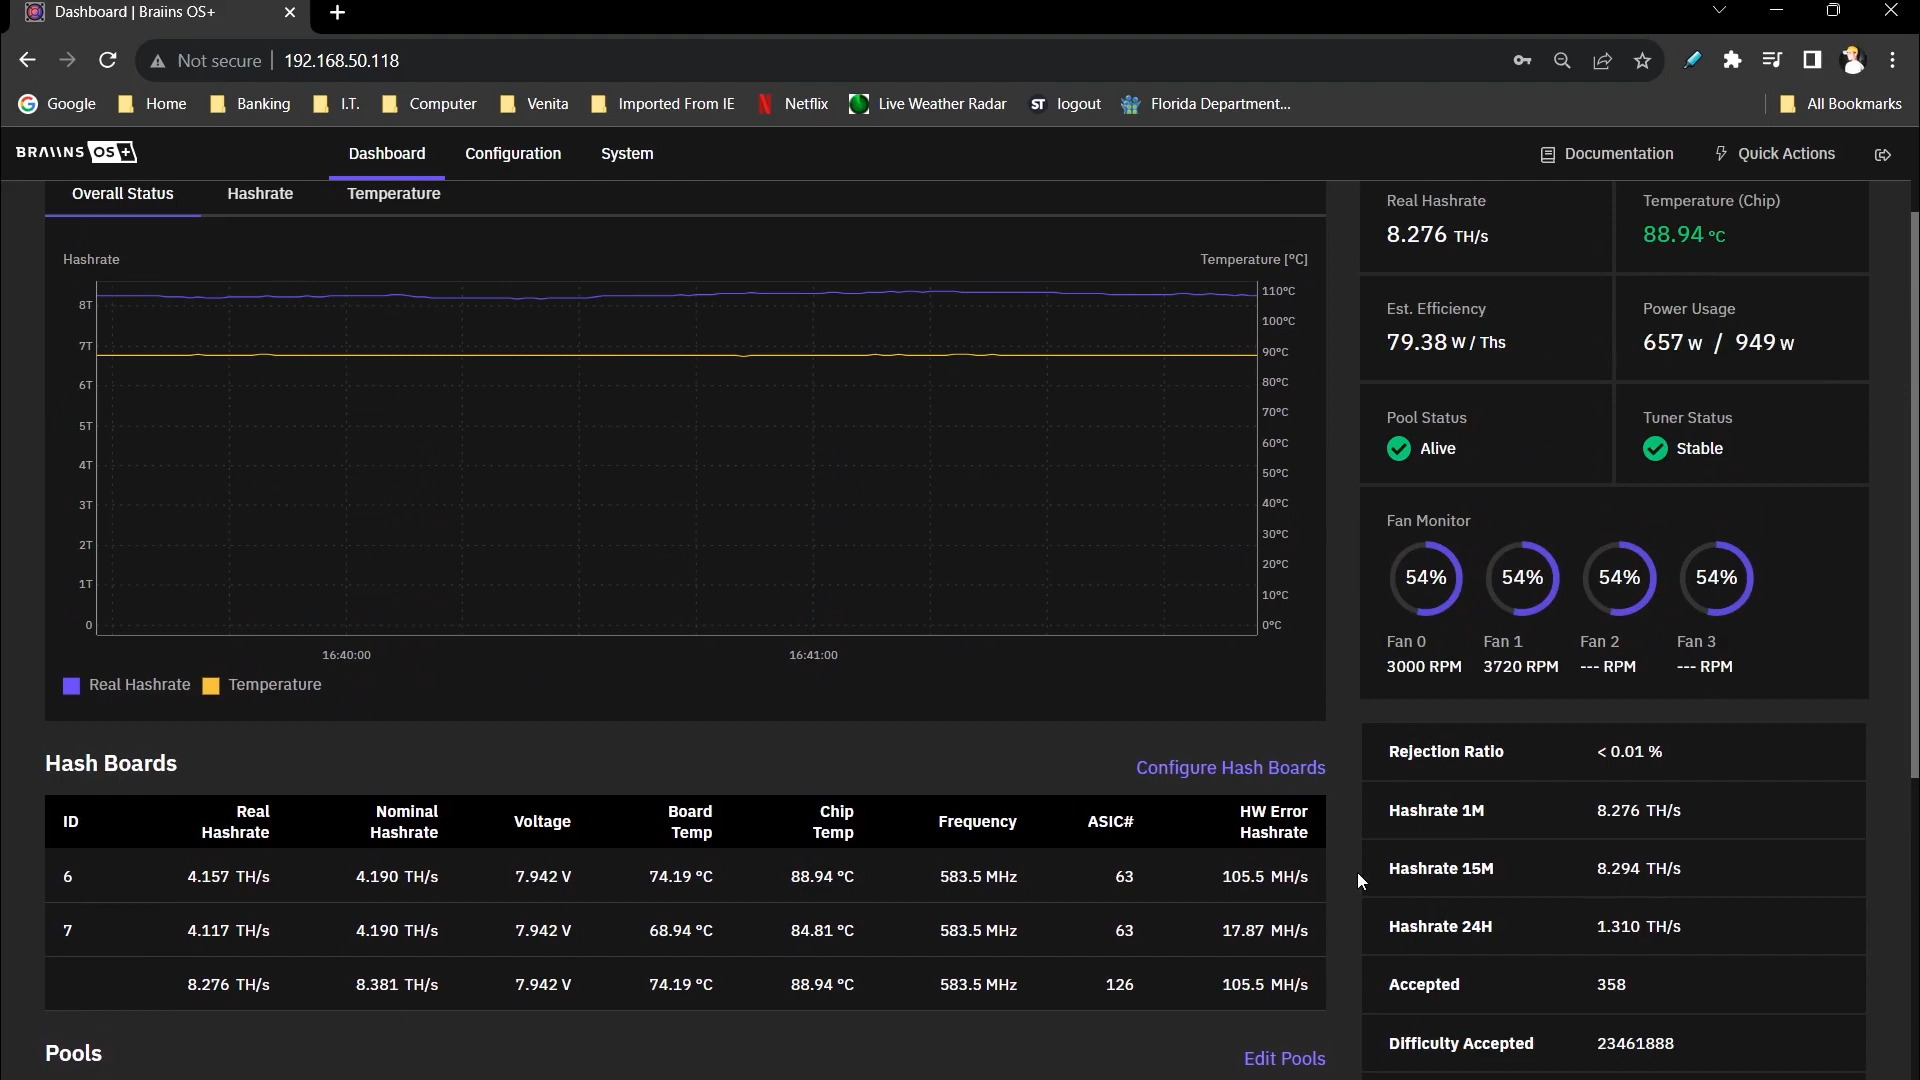 Dashboard | Braiins OS+
Not secure
192.168.50.118
Google
Home
Banking
I.T.
Computer
Venita
Imported From IE
Netflix
Live Weather Radar
ST logout
Florida Department...
All Bookmarks
BRAIINS OS+
Dashboard
Configuration
System
Documentation
Quick Actions
Overall Status
Hashrate
Temperature
Hashrate
Temperature [°C]
8T
7T
6T
5T
4T
3T
2T
1T
0
110°C
100°C
90°C
80°C
70°C
60°C
50°C
40°C
30°C
20°C
10°C
0°C
16:40:00
16:41:00
Real Hashrate
Temperature
Real Hashrate
8.276 TH/s
Temperature (Chip)
88.94 °C
Est. Efficiency
79.38 W / Ths
Power Usage
657 W / 949 W
Pool Status
Alive
Tuner Status
Stable
Fan Monitor
54% 54% 54% 54%
Fan 0 Fan 1 Fan 2 Fan 3
3000 RPM 3720 RPM --- RPM --- RPM
Hash Boards
Configure Hash Boards
ID Real Hashrate Nominal Hashrate Voltage Board Temp Chip Temp Frequency ASIC# HW Error Hashrate
6 4.157 TH/s 4.190 TH/s 7.942 V 74.19 °C 88.94 °C 583.5 MHz 63 105.5 MH/s
7 4.117 TH/s 4.190 TH/s 7.942 V 68.94 °C 84.81 °C 583.5 MHz 63 17.87 MH/s
8.276 TH/s 8.381 TH/s 7.942 V 74.19 °C 88.94 °C 583.5 MHz 126 105.5 MH/s
Pools
Edit Pools
Rejection Ratio < 0.01 %
Hashrate 1M 8.276 TH/s
Hashrate 15M 8.294 TH/s
Hashrate 24H 1.310 TH/s
Accepted 358
Difficulty Accepted 23461888